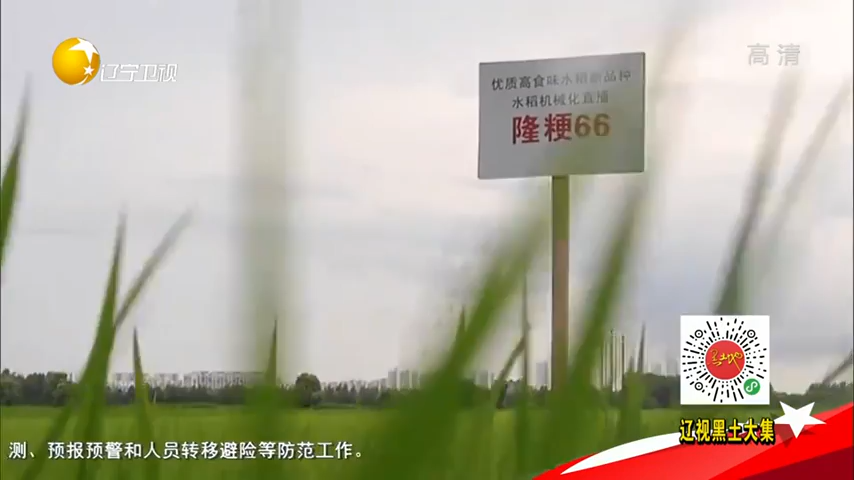 辽宁卫视
高清
优质高食味水稻新品种
水稻机械化直播
隆粳66
辽视黑土大集
测、预报预警和人员转移避险等防范工作。